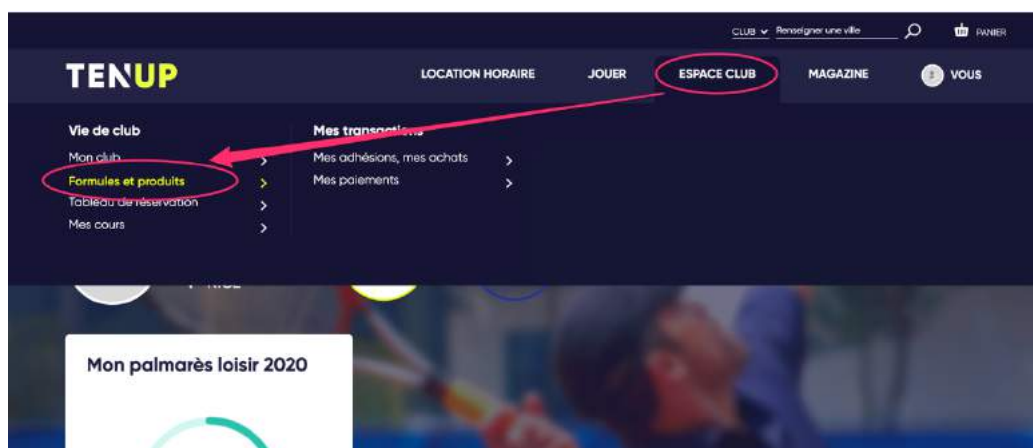 CLUB Renseigner une ville PANIER
TENUP LOCATION HORAIRE JOUER ESPACE CLUB MAGAZINE VOUS
Vie de club
Mon club
Formules et produits
Tableau de réservation
Mes cours
Mes transactions
Mes adhésions, mes achats
Mes paiements
Mon palmarès loisir 2020